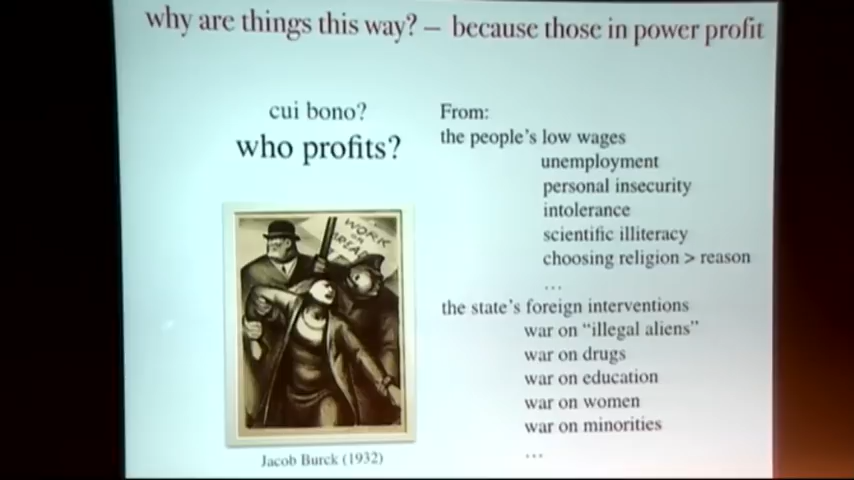 why are things this way? – because those in power profit
cui bono?
who profits?
WORK
OR
BREAD
Jacob Burck (1932)
From:
the people's low wages
unemployment
personal insecurity
intolerance
scientific illiteracy
choosing religion > reason
...
the state's foreign interventions
war on "illegal aliens"
war on drugs
war on education
war on women
war on minorities
...